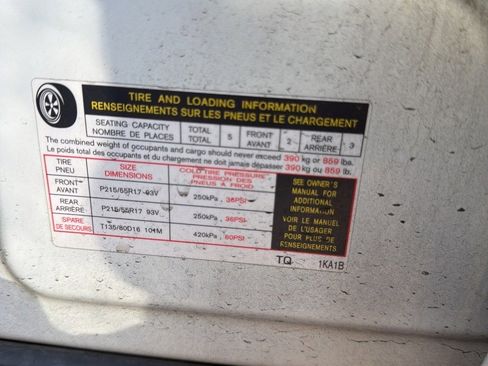 TIRE AND LOADING INFORMATION
RENSEIGNEMENTS SUR LES PNEUS ET LE CHARGEMENT
SEATING CAPACITY TOTAL 5 FRONT 2 REAR 3
NOMBRE DE PLACES TOTAL AVANT ARRIÈRE
The combined weight of occupants and cargo should never exceed 390 kg or 859 lbs.
Le poids total des occupants et du chargement ne doit jamais dépasser 390 kg ou 859 lb.
TIRE SIZE COLD TIRE PRESSURE
PNEU DIMENSIONS PRESSION DES PNEUS À FROID
FRONT AVANT P215/55R17 93V 250kPa, 36PSI
REAR ARRIÈRE P215/55R17 93V 250kPa, 36PSI
SPARE DE SECOURS T135/80D16 101M 420kPa, 60PSI
SEE OWNER'S
MANUAL FOR
ADDITIONAL
INFORMATION
VOIR LE MANUEL
DE L'USAGER
POUR PLUS DE
RENSEIGNEMENTS
TQ 1KA1B